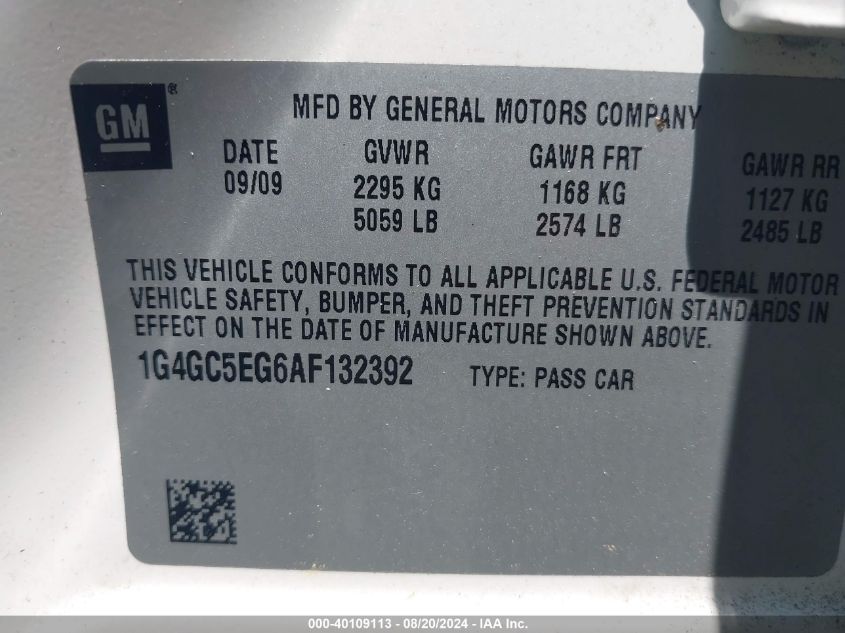 GM®
MFD BY GENERAL MOTORS COMPANY
DATE GVWR GAWR FRT GAWR RR
09/09 2295 KG 1168 KG 1127 KG
5059 LB 2574 LB 2485 LB
THIS VEHICLE CONFORMS TO ALL APPLICABLE U.S. FEDERAL MOTOR
VEHICLE SAFETY, BUMPER, AND THEFT PREVENTION STANDARDS IN
EFFECT ON THE DATE OF MANUFACTURE SHOWN ABOVE.
1G4GC5EG6AF132392 TYPE: PASS CAR
000-40109113 - 08/20/2024 - IAA Inc.